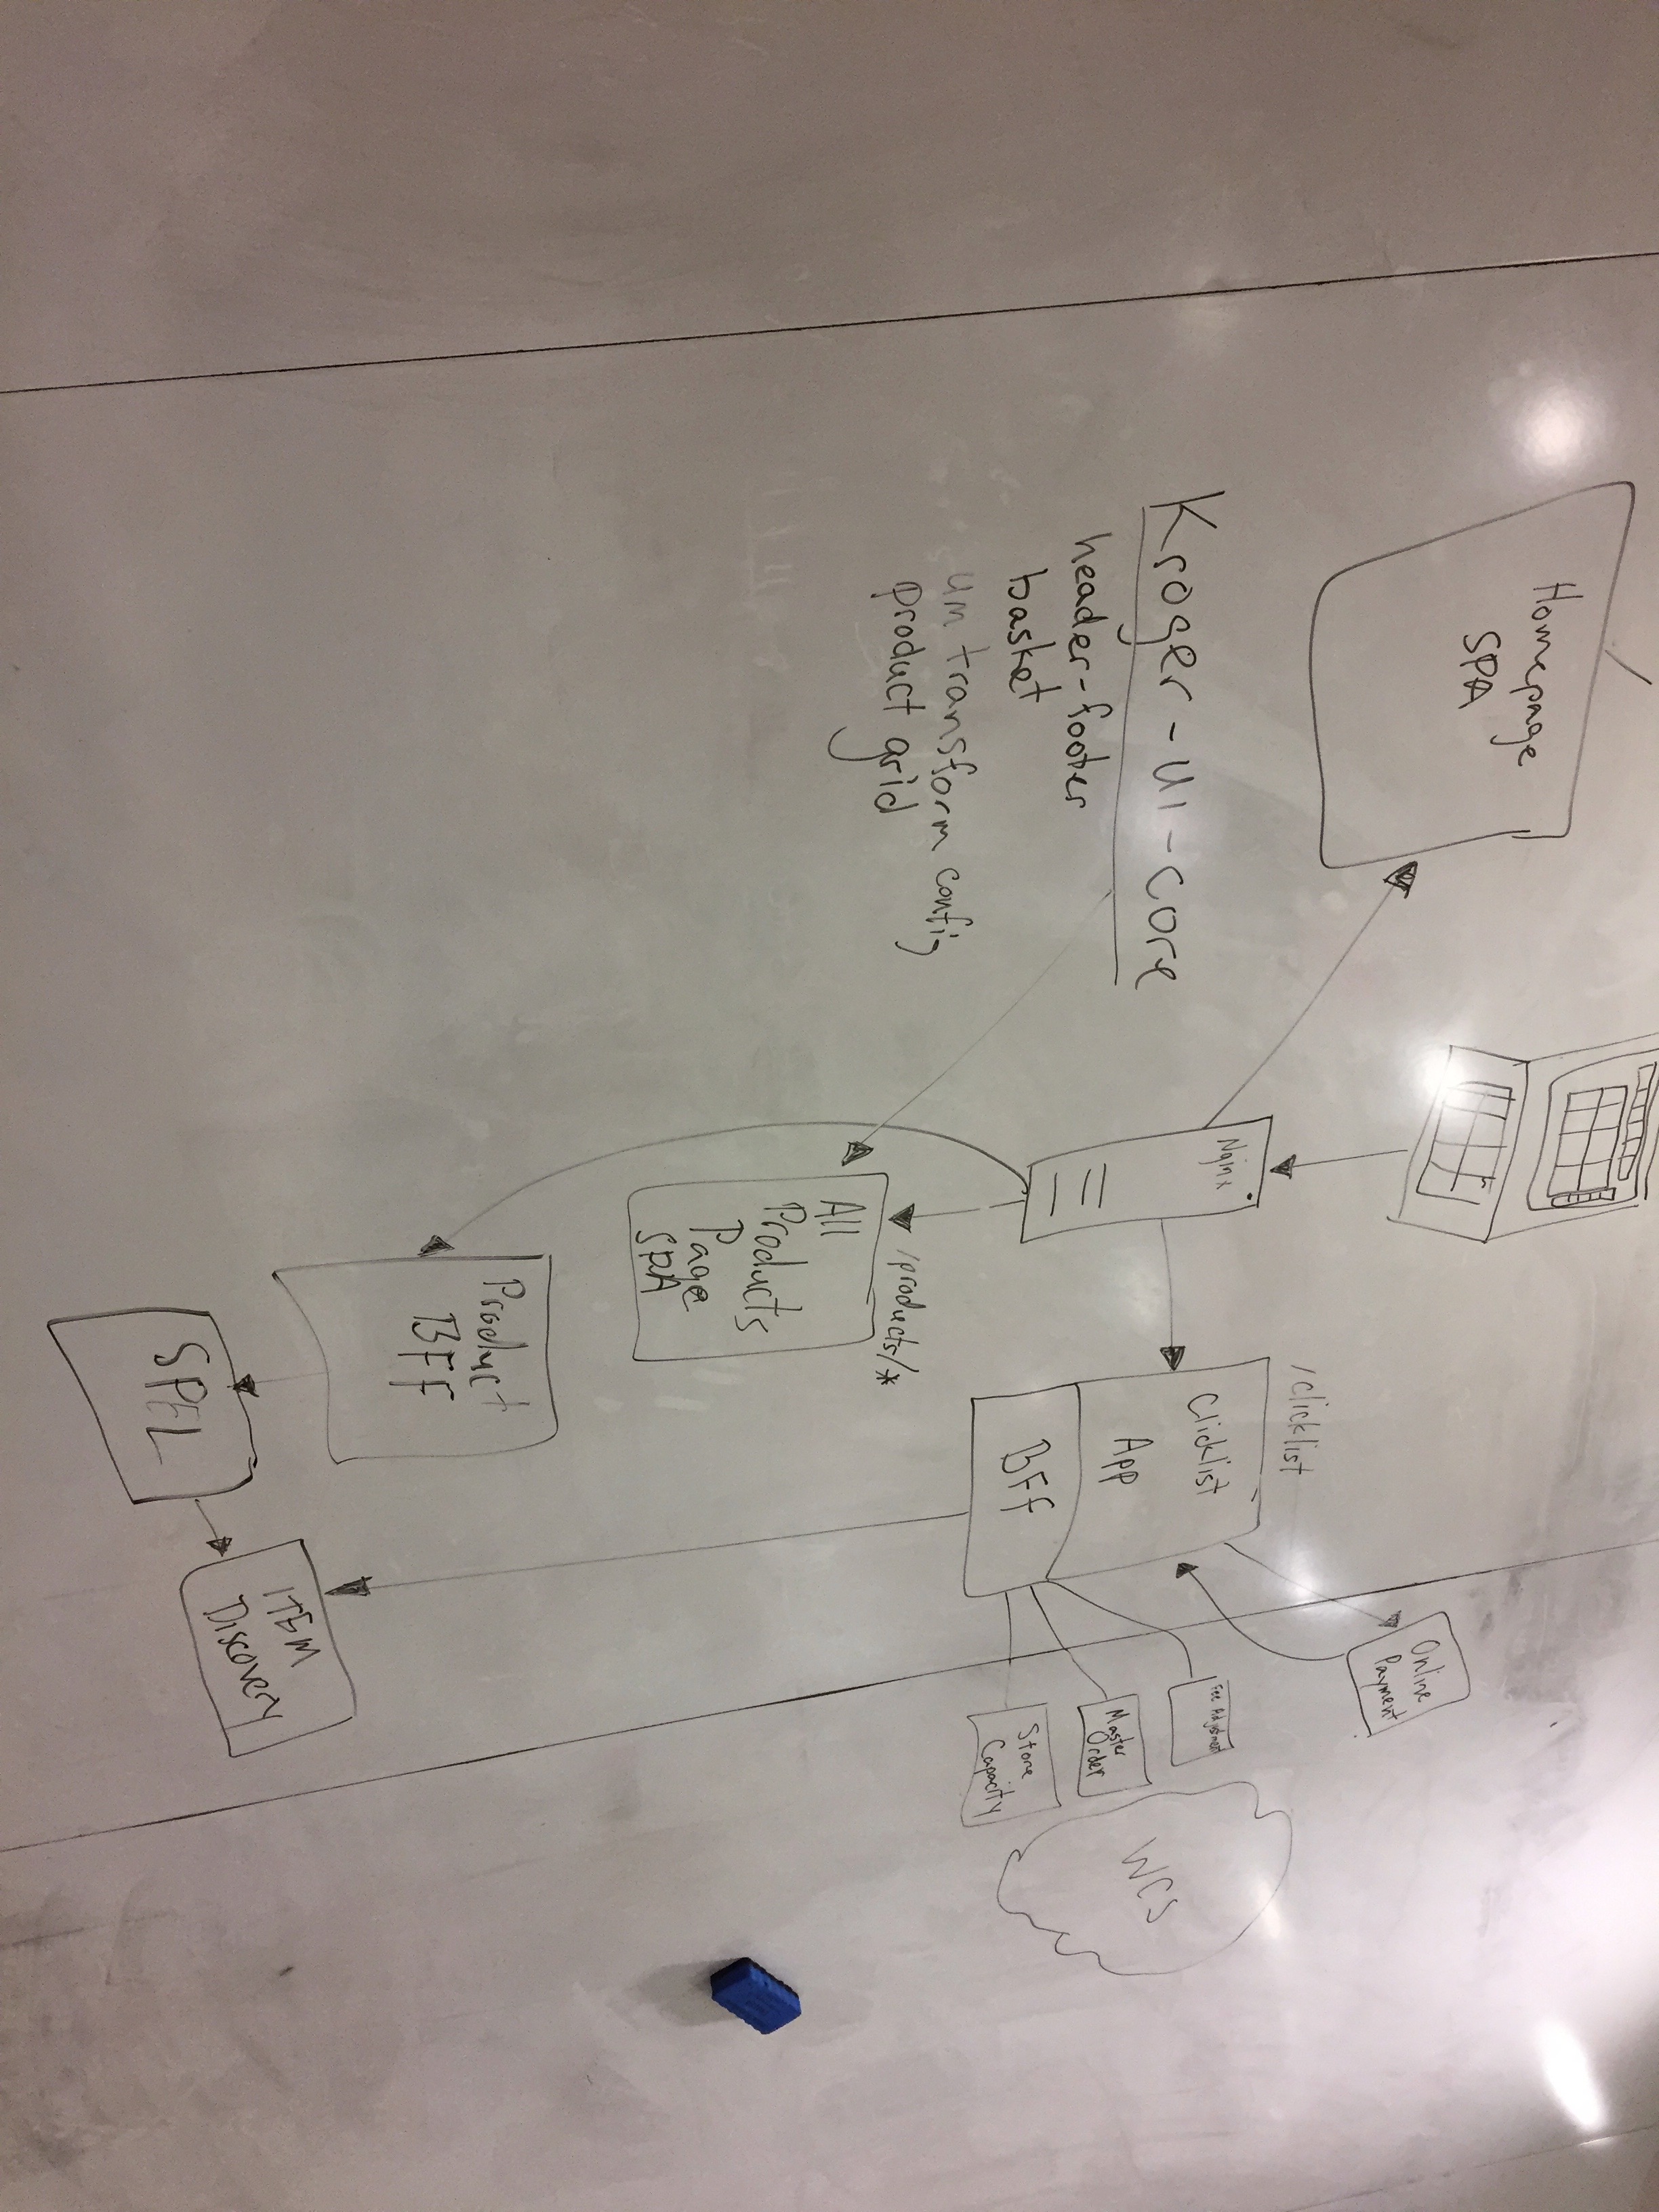 Homepage
SPA
Nginx
Kroger-UI-Core
header-footer
basket
um transform config
product grid
/products/*
All
Products
Page
SPA
Product
BFF
SPEL
ITEM
Discovery
/clicklist
Clicklist
App
BFF
Online
Payment
Fee Adjustment
Master
Order
Store
Capacity
WCS